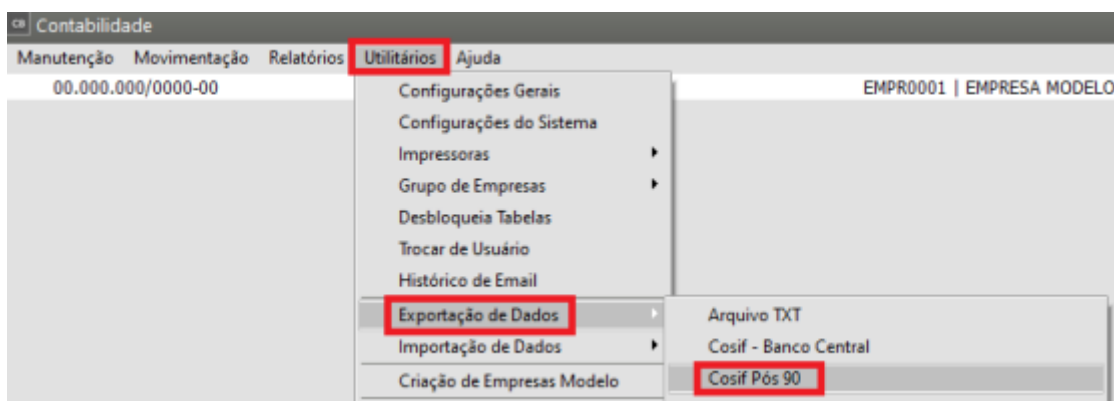 CB Contabilidade
Manutenção Movimentação Relatórios Utilitários Ajuda
00.000.000/0000-00 EMPR0001 | EMPRESA MODELO
Configurações Gerais
Configurações do Sistema
Impressoras
Grupo de Empresas
Desbloqueia Tabelas
Trocar de Usuário
Histórico de Email
Exportação de Dados Arquivo TXT
Importação de Dados Cosif - Banco Central
Criação de Empresas Modelo Cosif Pós 90